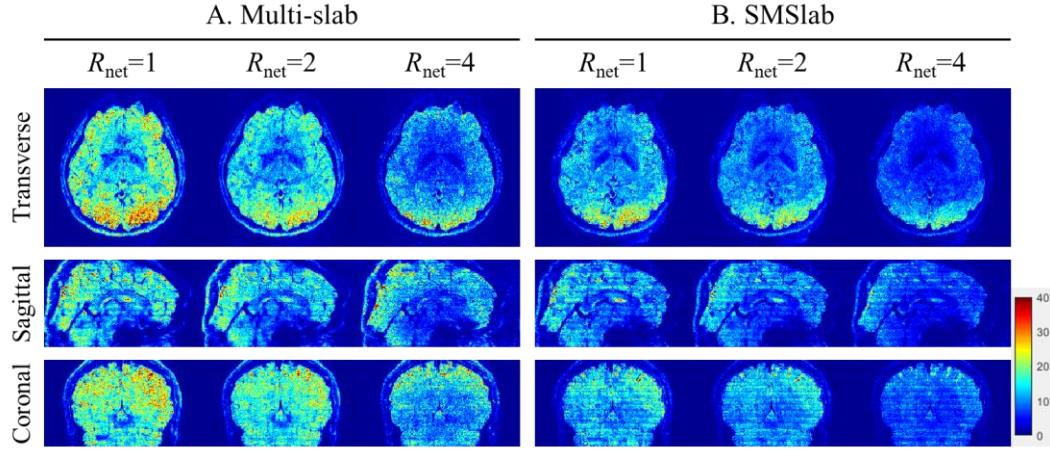 A. Multi-slab B. SMSlab
Rnet=1 Rnet=2 Rnet=4 Rnet=1 Rnet=2 Rnet=4
Transverse
Sagittal
Coronal
40
30
20
10
0